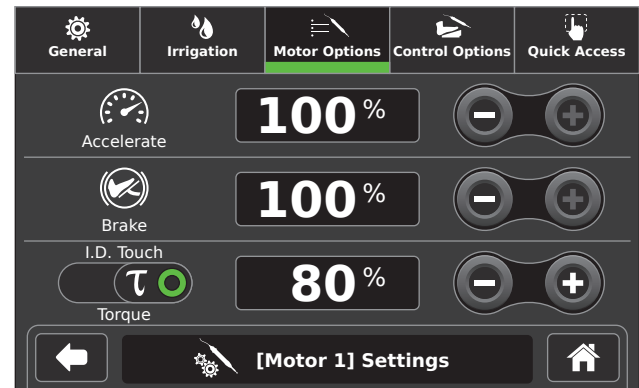 General
Irrigation
Motor Options
Control Options
Quick Access
Accelerate
100 %
Brake
100 %
I.D. Touch
τ
Torque
80 %
[Motor 1] Settings